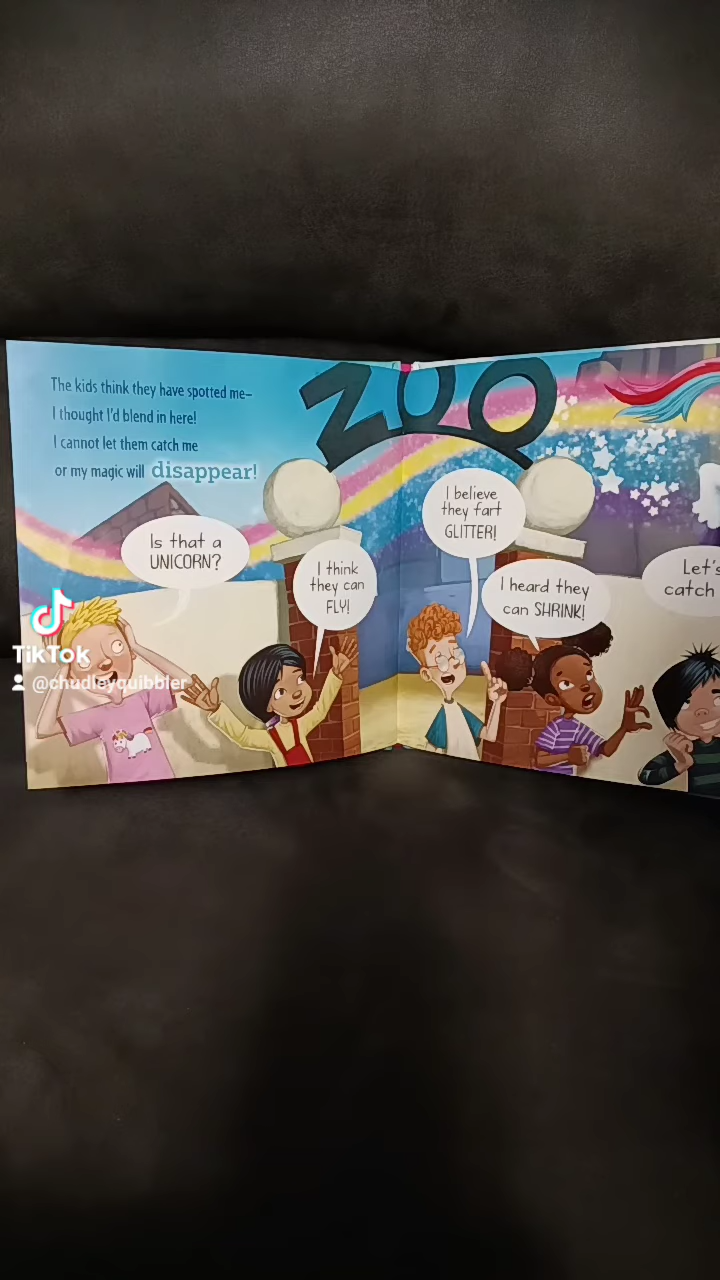 The kids think they have spotted me–
I thought I'd blend in here!
I cannot let them catch me
or my magic will disappear!
ZOO
Is that a
UNICORN?
I think
they can
FLY!
I believe
they fart
GLITTER!
I heard they
can SHRINK!
Let's
catch
TikTok
@chudleyquibbler